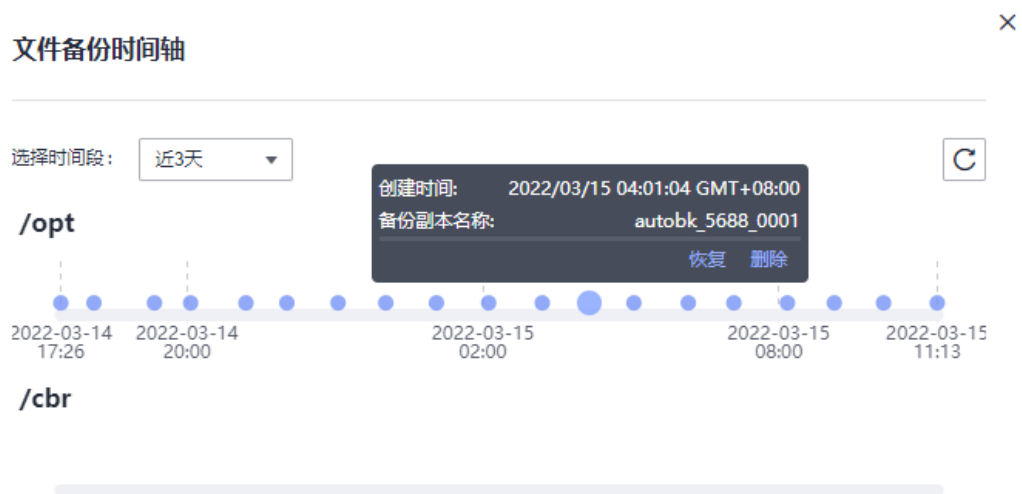 文件备份时间轴
选择时间段： 近3天
创建时间: 2022/03/15 04:01:04 GMT+08:00
备份副本名称: autobk_5688_0001
恢复 删除
/opt
2022-03-14 2022-03-14 2022-03-15 2022-03-15 2022-03-15
17:26 20:00 02:00 08:00 11:13
/cbr